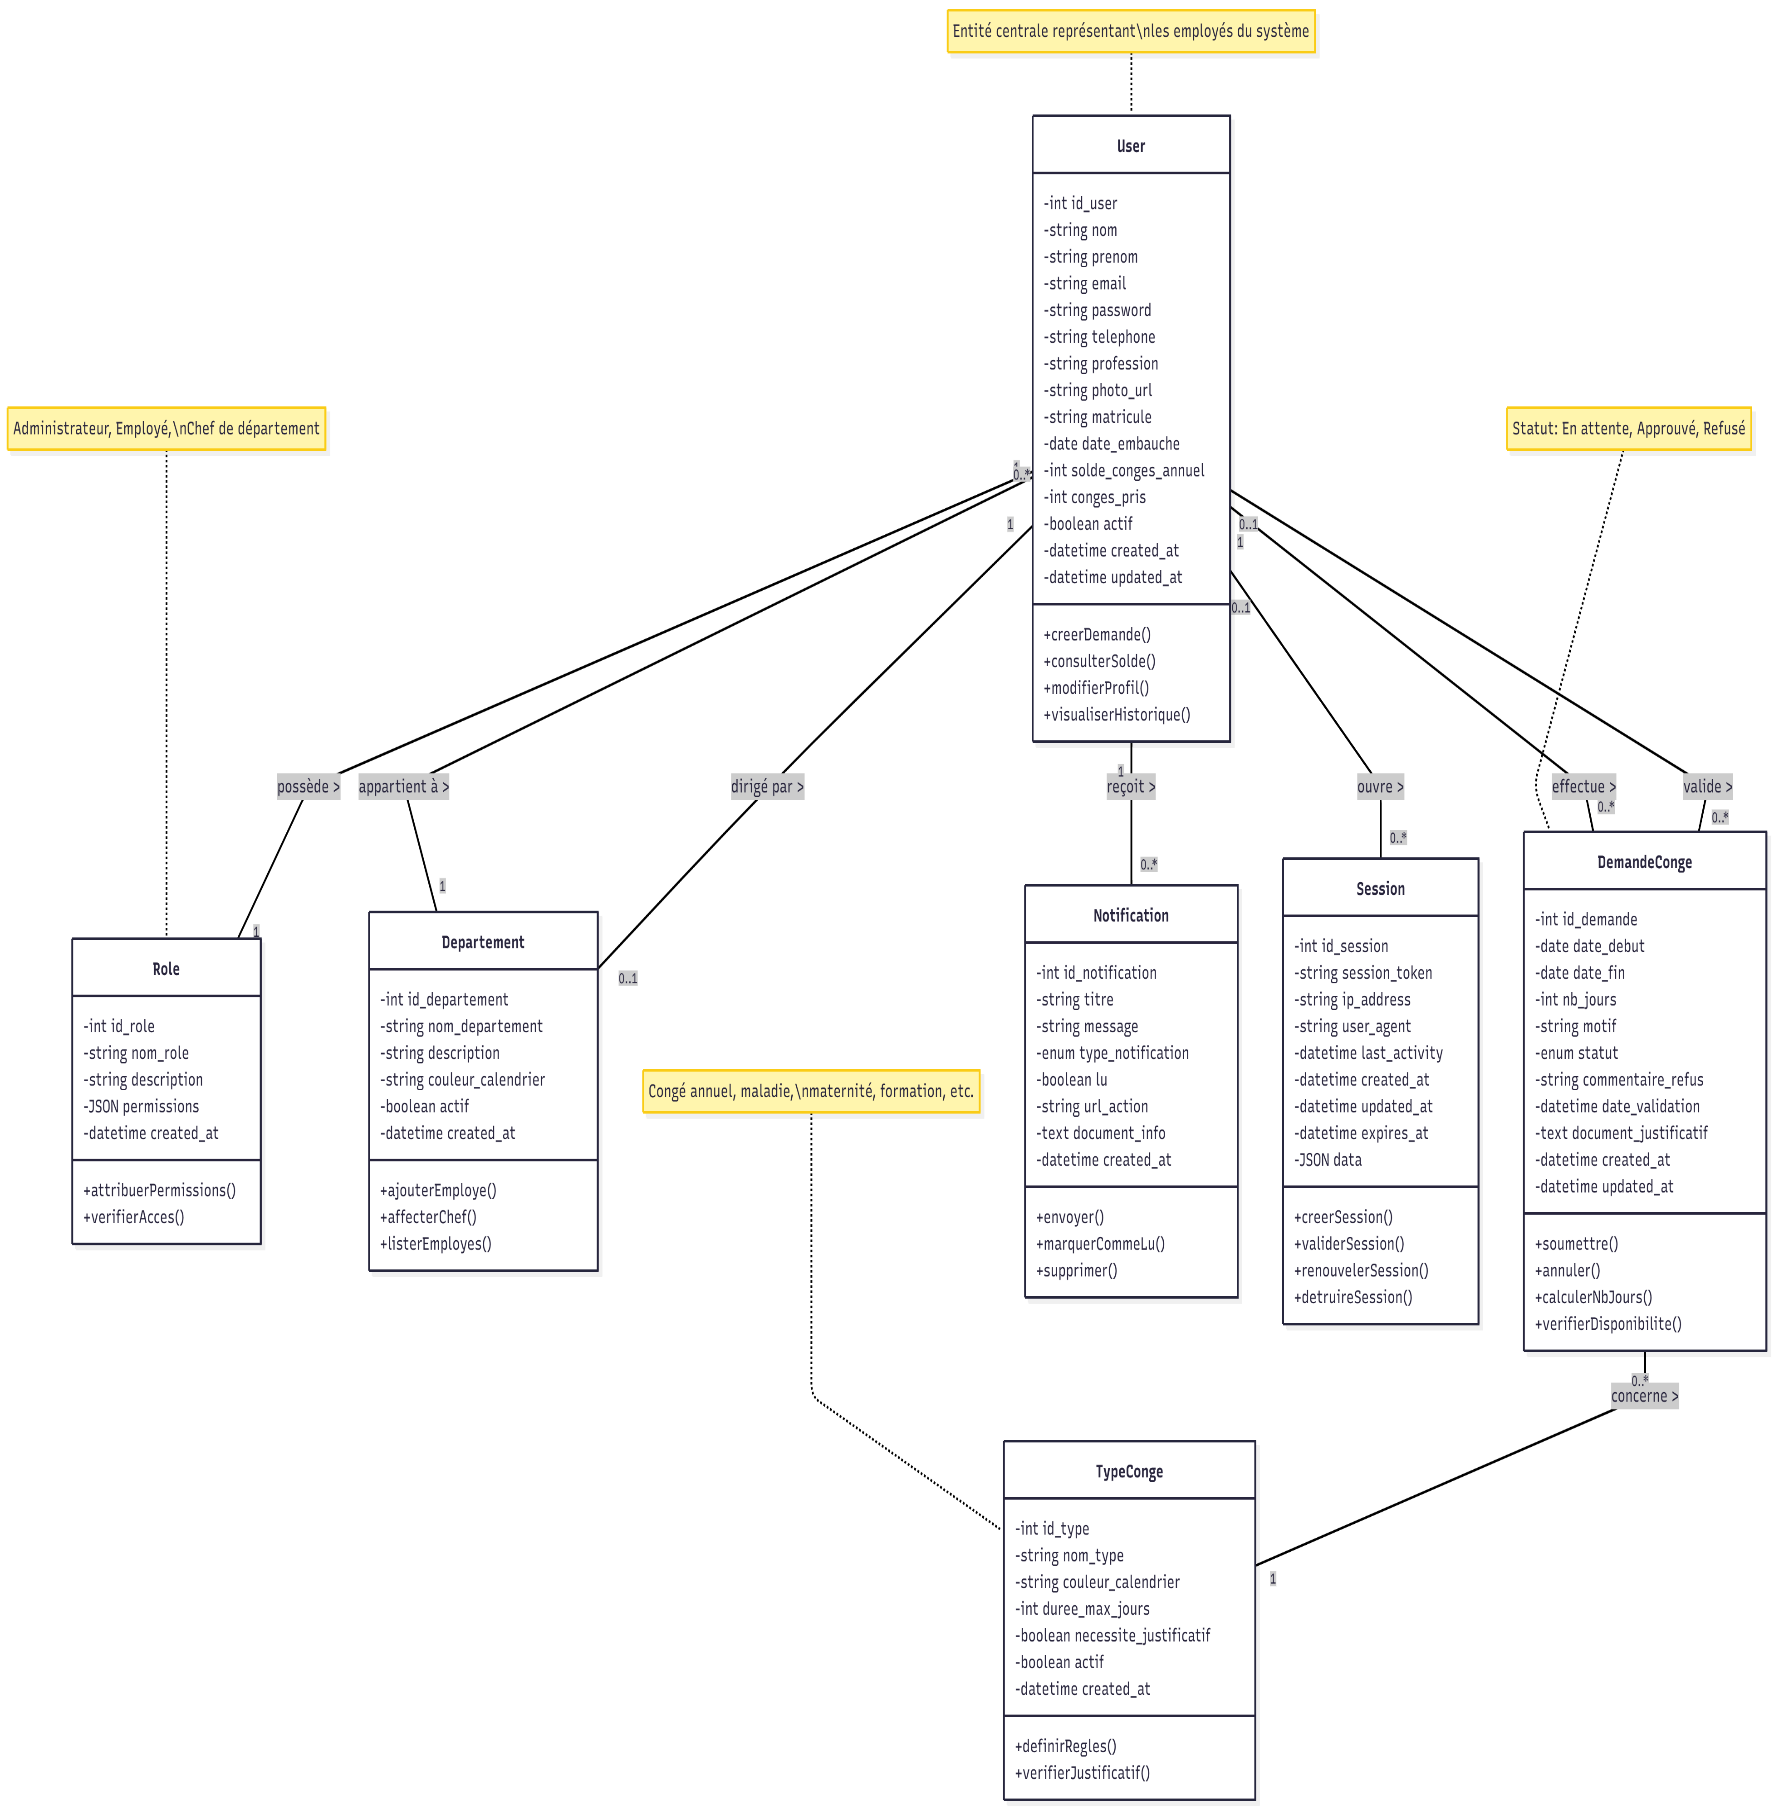 Entité centrale représentant\nles employés du système
User
-int id_user
-string nom
-string prenom
-string email
-string password
-string telephone
-string profession
-string photo_url
-string matricule
-date date_embauche
-int solde_conges_annuel
-int conges_pris
-boolean actif
-datetime created_at
-datetime updated_at
+creerDemande()
+consulterSolde()
+modifierProfil()
+visualiserHistorique()
Administrateur, Employé,\nChef de département
Statut: En attente, Approuvé, Refusé
1
0..*
1
0..1
1
0..1
possède >
appartient à >
dirigé par >
1
reçoit >
ouvre >
effectue >
valide >
0..*
0..*
0..*
0..*
1
1
0..1
Role
-int id_role
-string nom_role
-string description
-JSON permissions
-datetime created_at
+attribuerPermissions()
+verifierAcces()
Departement
-int id_departement
-string nom_departement
-string description
-string couleur_calendrier
-boolean actif
-datetime created_at
+ajouterEmploye()
+affecterChef()
+listerEmployes()
Notification
-int id_notification
-string titre
-string message
-enum type_notification
-boolean lu
-string url_action
-text document_info
-datetime created_at
+envoyer()
+marquerCommeLu()
+supprimer()
Session
-int id_session
-string session_token
-string ip_address
-string user_agent
-datetime last_activity
-datetime created_at
-datetime updated_at
-datetime expires_at
-JSON data
+creerSession()
+validerSession()
+renouvelerSession()
+detruireSession()
DemandeConge
-int id_demande
-date date_debut
-date date_fin
-int nb_jours
-string motif
-enum statut
-string commentaire_refus
-datetime date_validation
-text document_justificatif
-datetime created_at
-datetime updated_at
+soumettre()
+annuler()
+calculerNbJours()
+verifierDisponibilite()
Congé annuel, maladie,\nmaternité, formation, etc.
0..*
concerne >
1
TypeConge
-int id_type
-string nom_type
-string couleur_calendrier
-int duree_max_jours
-boolean necessite_justificatif
-boolean actif
-datetime created_at
+definirRegles()
+verifierJustificatif()